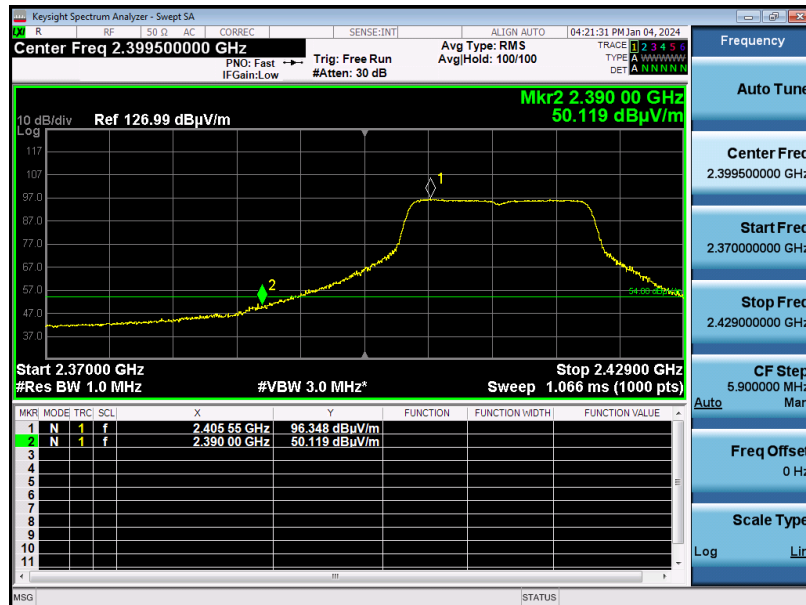 Keysight Spectrum Analyzer - Swept SA
LXI R RF 50 Ω AC CORREC SENSE:INT ALIGN AUTO 04:21:31 PM Jan 04, 2024
Center Freq 2.399500000 GHz
PNO: Fast
IFGain:Low
Trig: Free Run
#Atten: 30 dB
Avg Type: RMS
Avg|Hold: 100/100
TRACE 1 2 3 4 5 6
TYPE A WWWWW
DET A N N N N N
Mkr2 2.390 00 GHz
50.119 dBµV/m
10 dB/div Ref 126.99 dBµV/m
Log
117
107
97.0
87.0
77.0
67.0
57.0
47.0
37.0
1
2
Start 2.37000 GHz Stop 2.42900 GHz
#Res BW 1.0 MHz #VBW 3.0 MHz* Sweep 1.066 ms (1000 pts)
MKR MODE TRC SCL X Y FUNCTION FUNCTION WIDTH FUNCTION VALUE
1 N 1 f 2.405 55 GHz 96.348 dBµV/m
2 N 1 f 2.390 00 GHz 50.119 dBµV/m
3
4
5
6
7
8
9
10
11
MSG STATUS
Frequency
Auto Tune
Center Freq
2.399500000 GHz
Start Freq
2.370000000 GHz
Stop Freq
2.429000000 GHz
CF Step
5.900000 MHz
Auto Man
Freq Offset
0 Hz
Scale Type
Log Lin